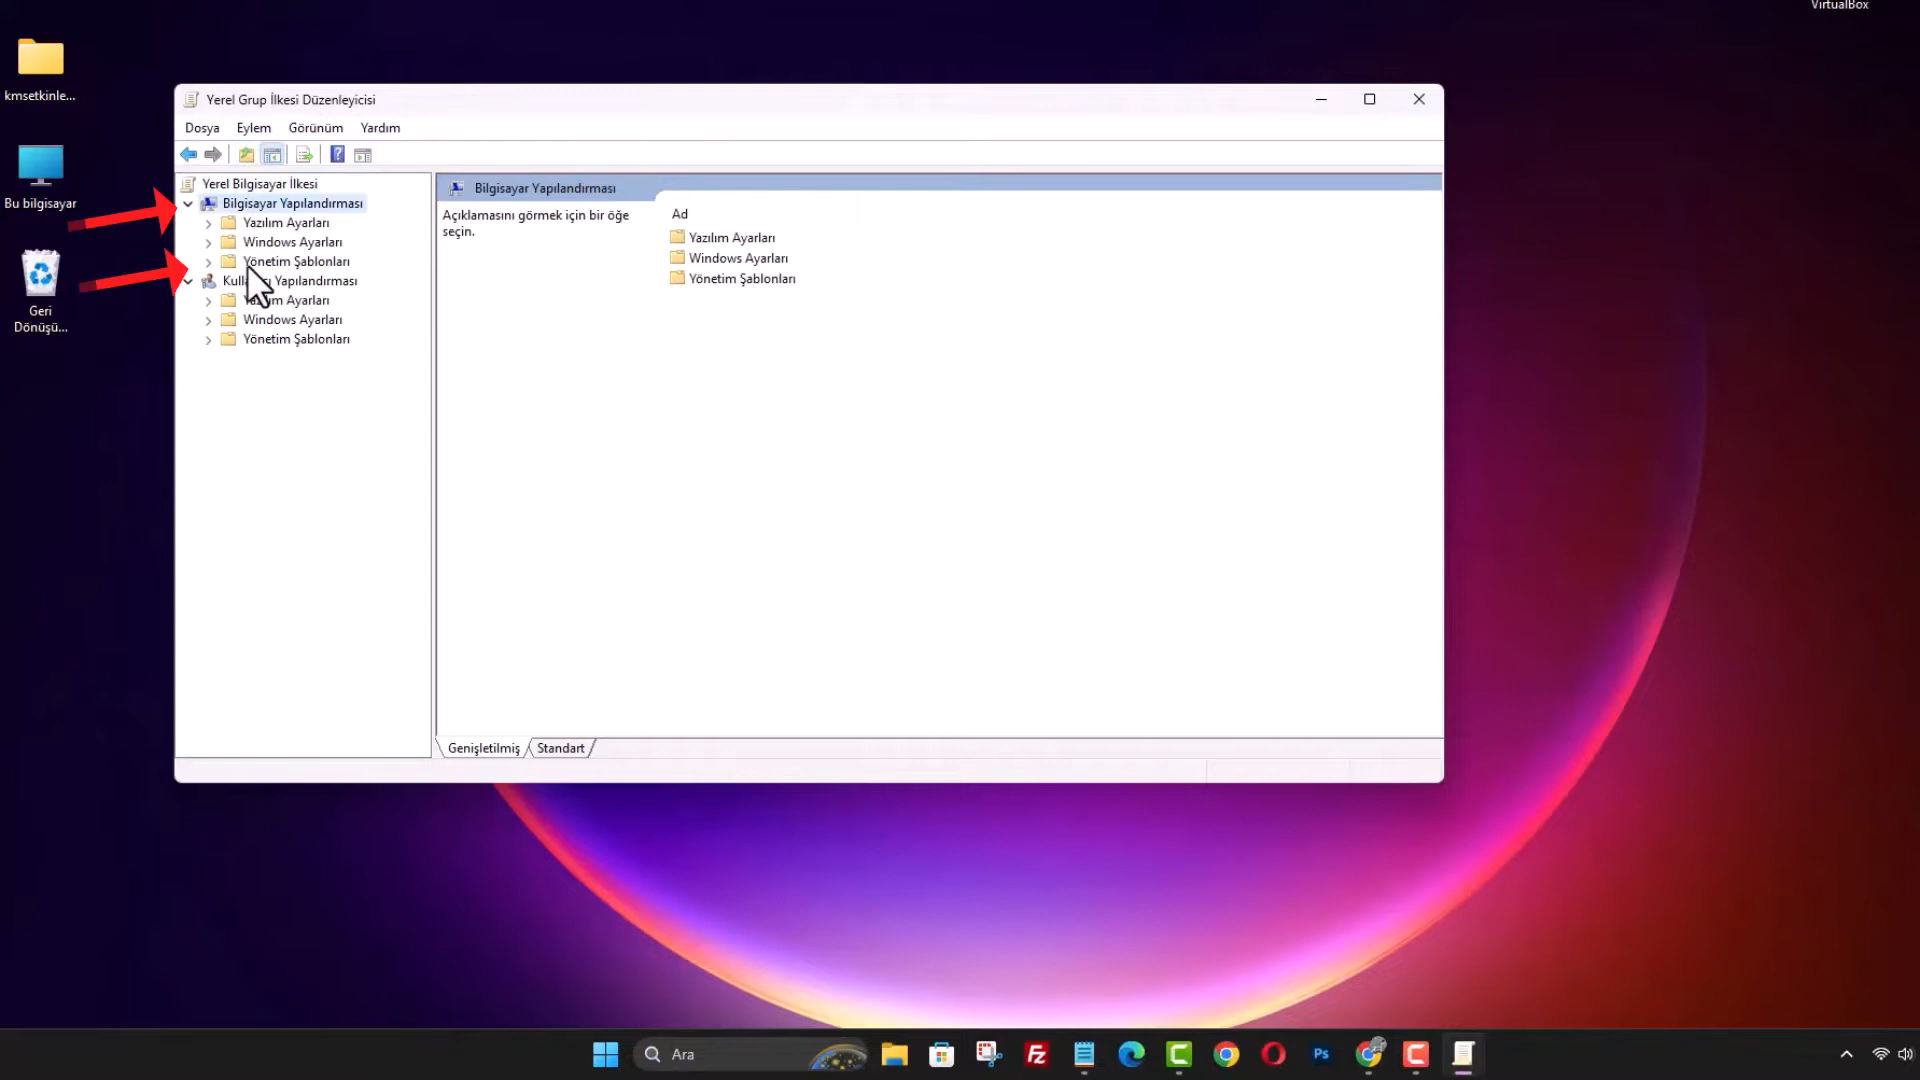 VirtualBox
kmsetkinle...
Bu bilgisayar
Geri
Dönüşü...
Yerel Grup İlkesi Düzenleyicisi
Dosya Eylem Görünüm Yardım
Yerel Bilgisayar İlkesi
Bilgisayar Yapılandırması
Yazılım Ayarları
Windows Ayarları
Yönetim Şablonları
Yapılandırması
Ayarları
Windows Ayarları
Yönetim Şablonları
Bilgisayar Yapılandırması
Açıklamasını görmek için bir öğe
seçin.
Ad
Yazılım Ayarları
Windows Ayarları
Yönetim Şablonları
Genişletilmiş Standart
Ara
FZ
Ps